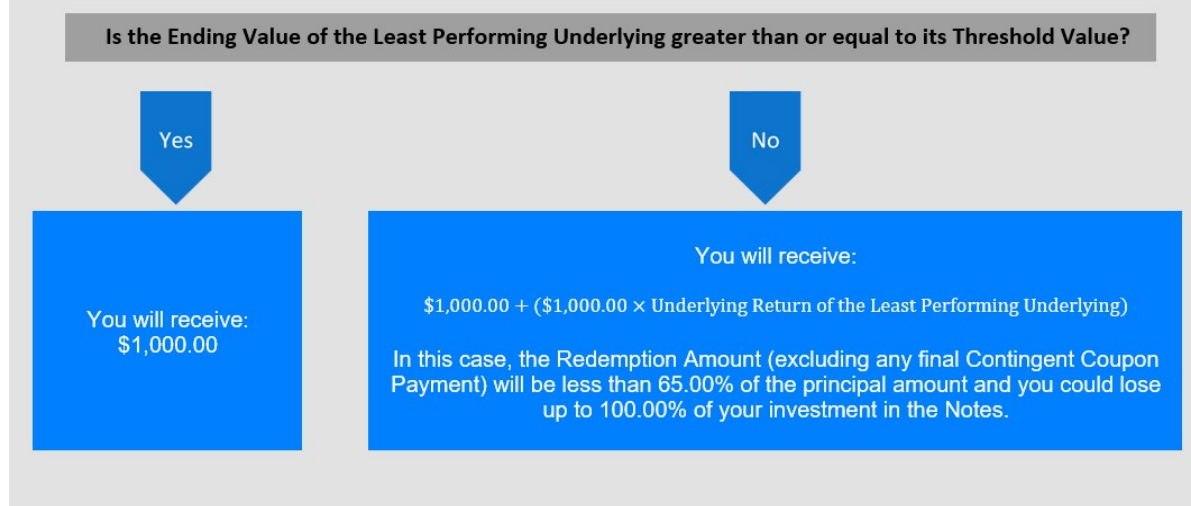 Is the Ending Value of the Least Performing Underlying greater than or equal to its Threshold Value?
Yes
No
You will receive:
$1,000.00
You will receive:
$1,000.00 + ($1,000.00 × Underlying Return of the Least Performing Underlying)
In this case, the Redemption Amount (excluding any final Contingent Coupon
Payment) will be less than 65.00% of the principal amount and you could lose
up to 100.00% of your investment in the Notes.